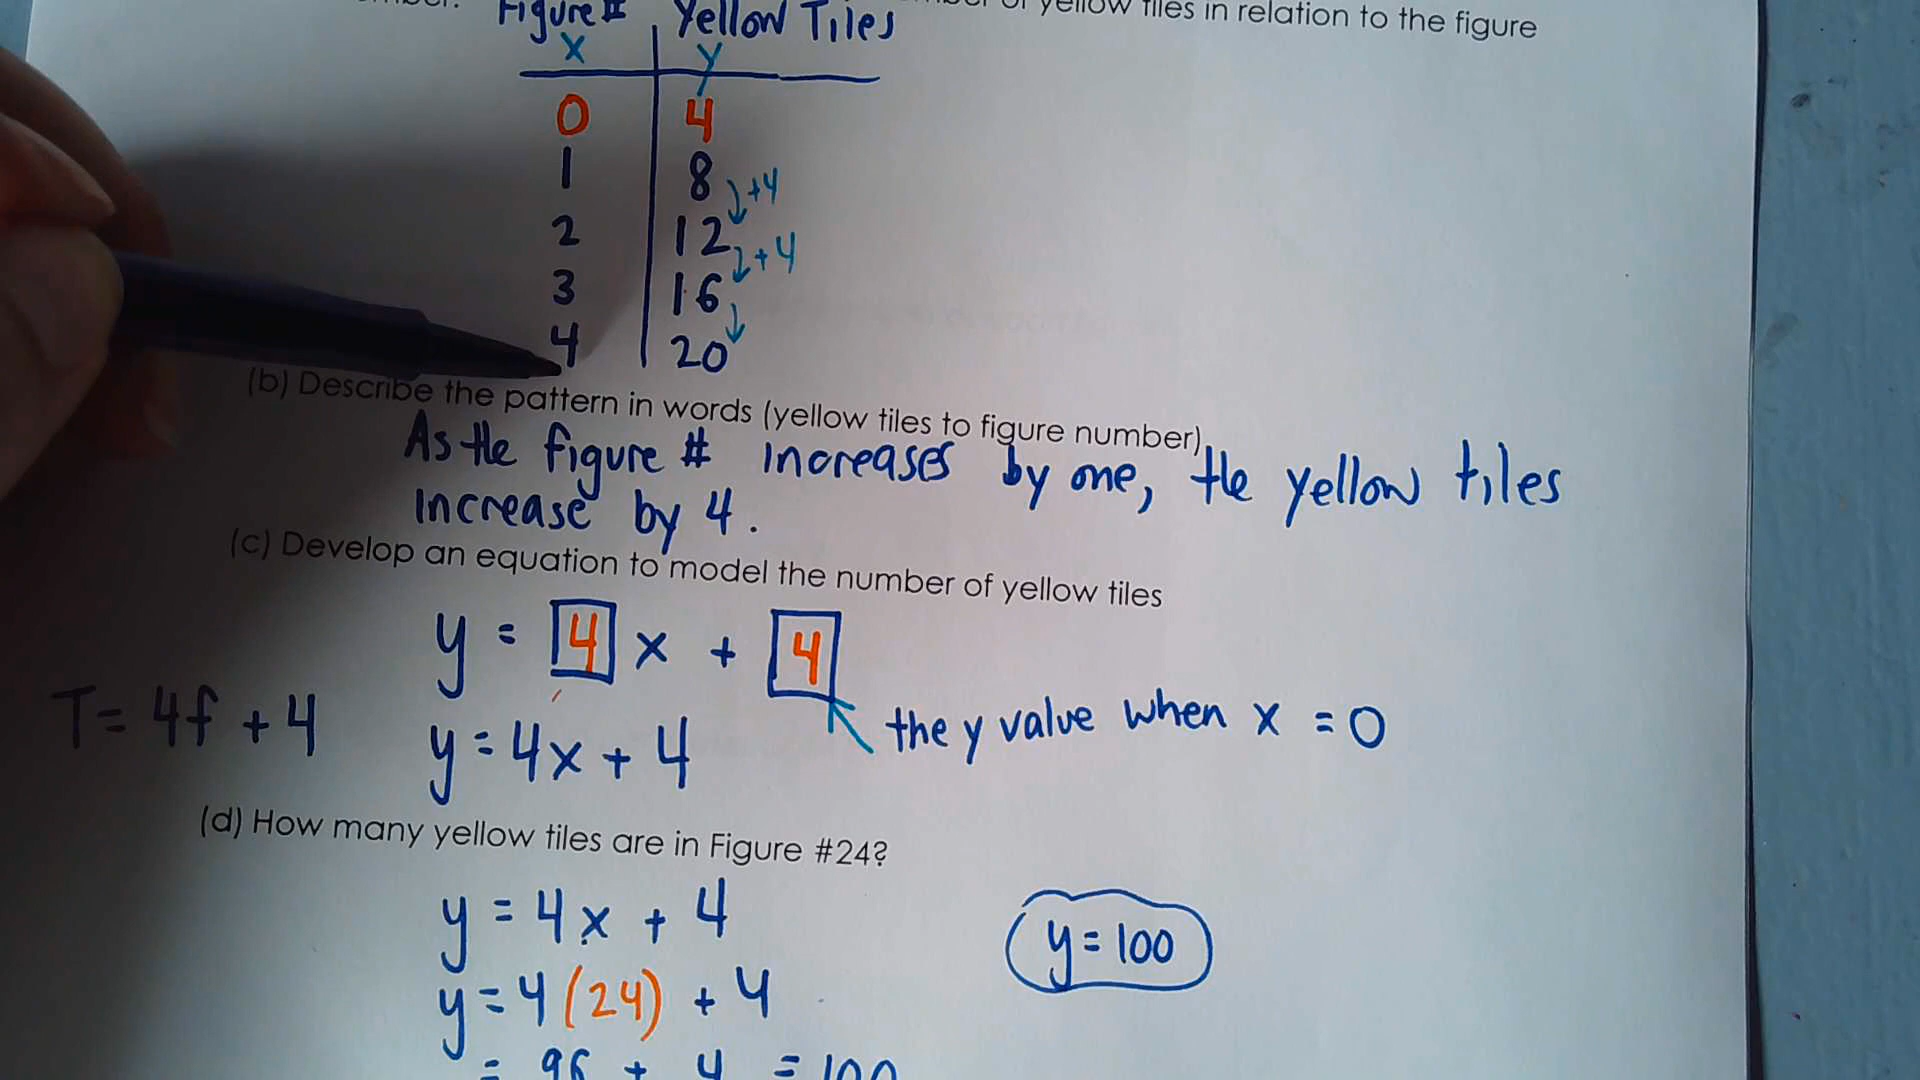 of yellow tiles in relation to the figure
Figure # Yellow Tiles
x y
0 4
1 8
+4
2 12
+4
3 16
4 20
(b) Describe the pattern in words (yellow tiles to figure number)
As the figure # increases by one, the yellow tiles
increase by 4.
(c) Develop an equation to model the number of yellow tiles
y = 4 x + 4
T = 4f + 4
y = 4x + 4
the y value when x = 0
(d) How many yellow tiles are in Figure #24?
y = 4x + 4
y = 100
y = 4(24) + 4
= 96 + 4 = 100